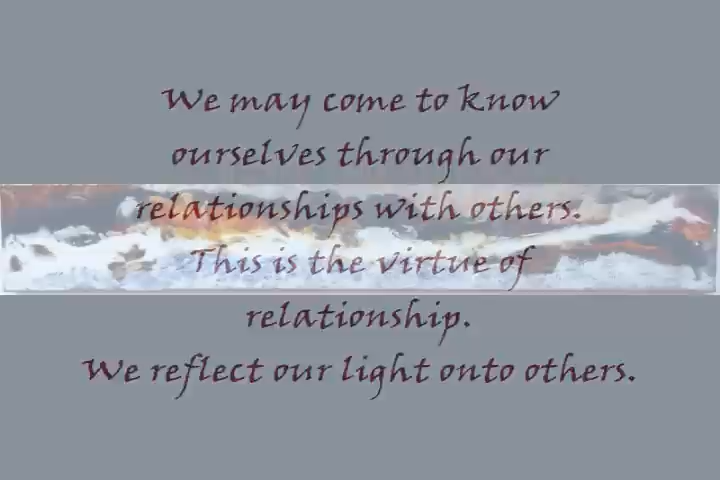 We may come to know
ourselves through our
relationships with others.
This is the virtue of
relationship.
We reflect our light onto others.